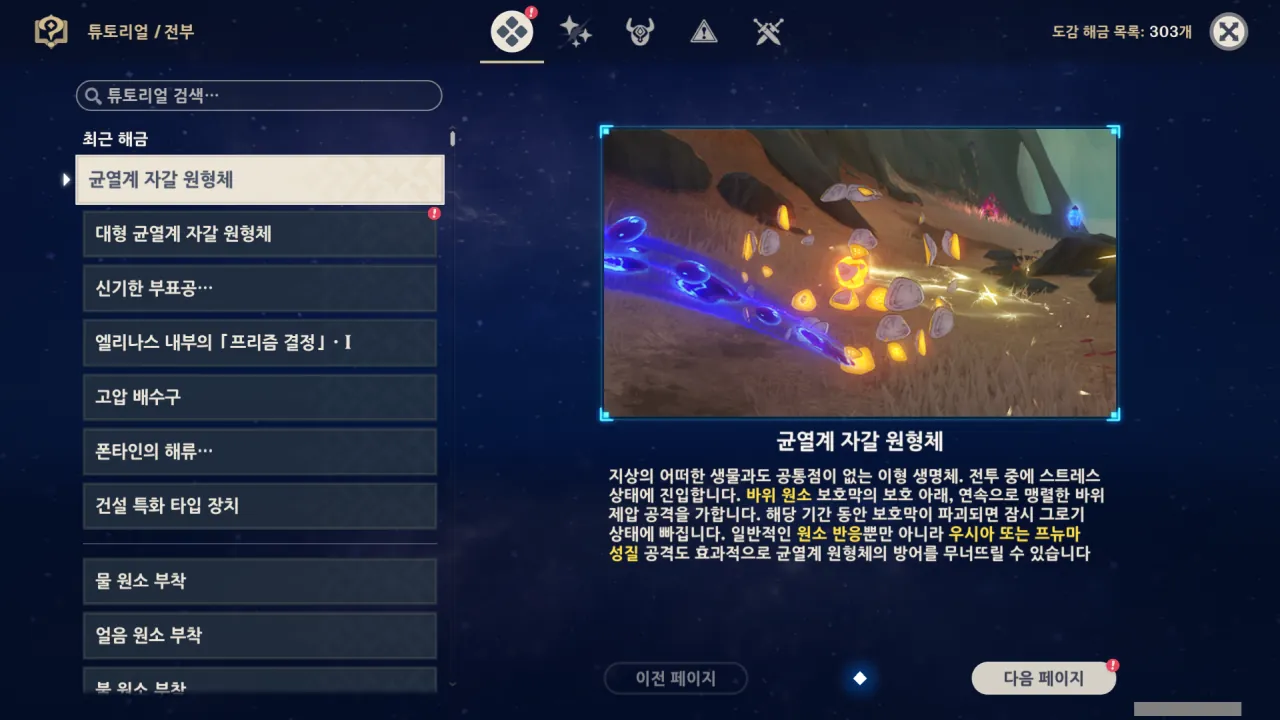 튜토리얼 / 전부
도감 해금 목록: 303개
튜토리얼 검색…
최근 해금
균열계 자갈 원형체
대형 균열계 자갈 원형체
신기한 부표공…
엘리나스 내부의 「프리즘 결정」·I
고압 배수구
폰타인의 해류…
건설 특화 타입 장치
물 원소 부착
얼음 원소 부착
불 원소 부착
균열계 자갈 원형체
지상의 어떠한 생물과도 공통점이 없는 이형 생명체. 전투 중에 스트레스
상태에 진입합니다. 바위 원소 보호막의 보호 아래, 연속으로 맹렬한 바위
제압 공격을 가합니다. 해당 기간 동안 보호막이 파괴되면 잠시 그로기
상태에 빠집니다. 일반적인 원소 반응뿐만 아니라 우시아 또는 프뉴마
성질 공격도 효과적으로 균열계 원형체의 방어를 무너뜨릴 수 있습니다
이전 페이지
다음 페이지